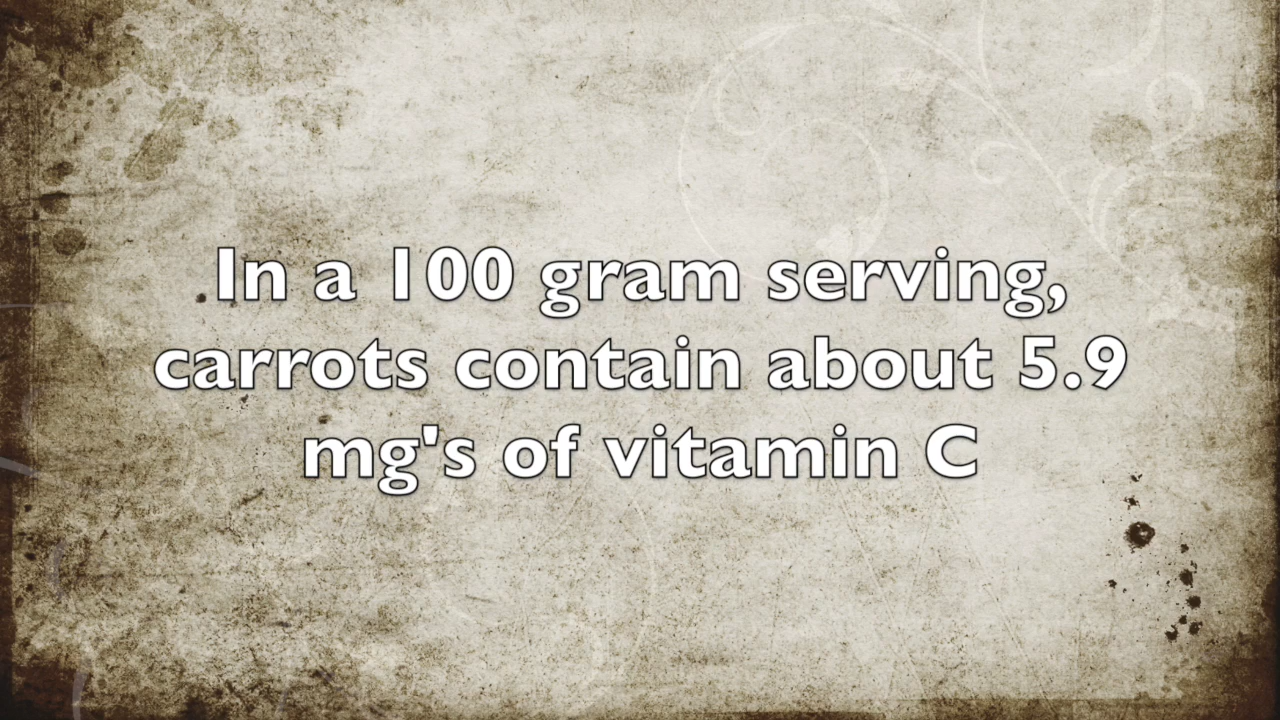 In a 100 gram serving,
carrots contain about 5.9
mg's of vitamin C